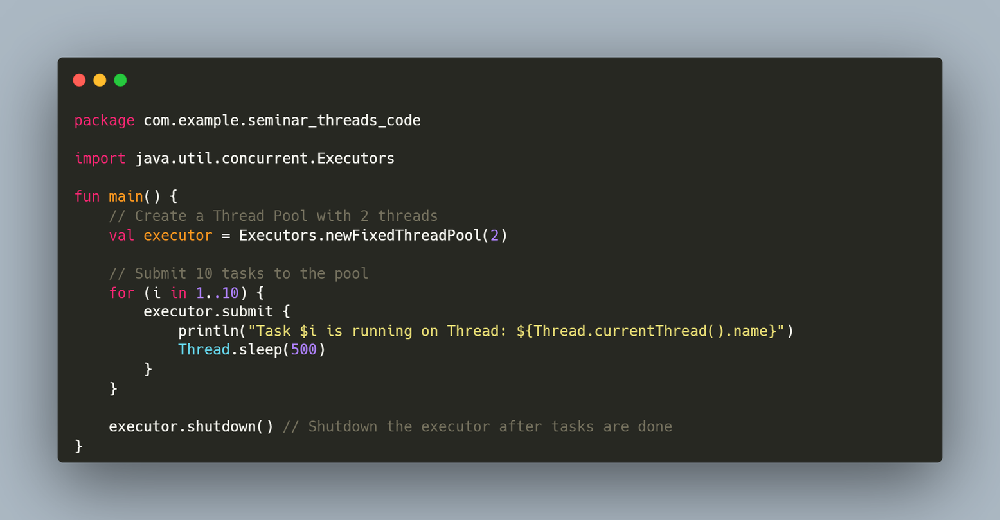 package com.example.seminar_threads_code
import java.util.concurrent.Executors
fun main() {
    // Create a Thread Pool with 2 threads
    val executor = Executors.newFixedThreadPool(2)
    // Submit 10 tasks to the pool
    for (i in 1..10) {
        executor.submit {
            println("Task $i is running on Thread: ${Thread.currentThread().name}")
            Thread.sleep(500)
        }
    }
    executor.shutdown() // Shutdown the executor after tasks are done
}